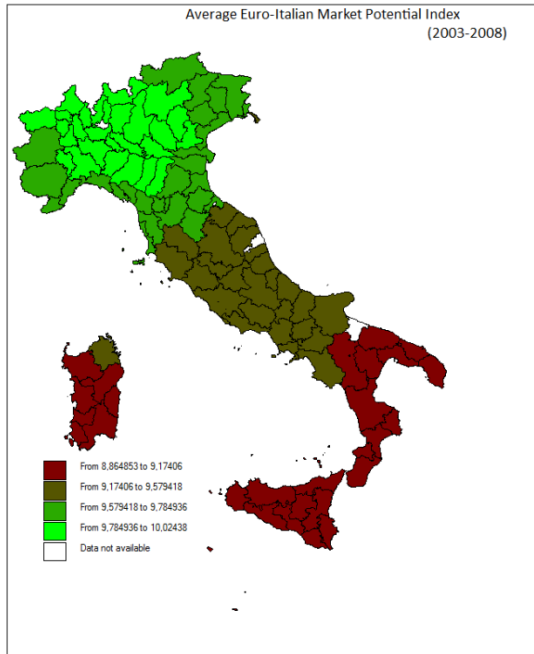 Average Euro-Italian Market Potential Index
(2003-2008)
From 8,864853 to 9,17406
From 9,17406 to 9,579418
From 9,579418 to 9,784936
From 9,784936 to 10,02438
Data not available